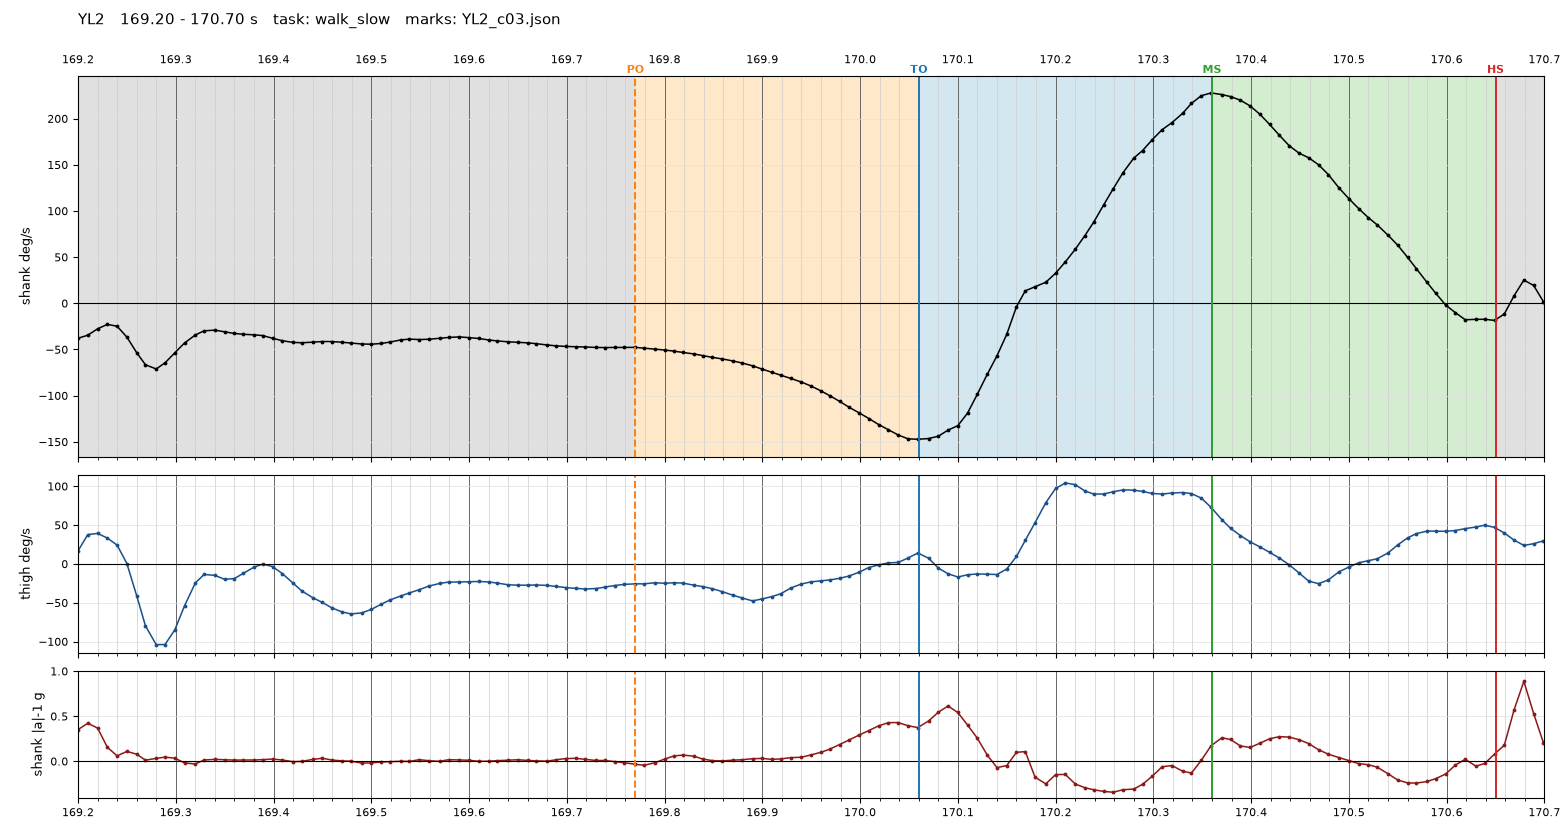 YL2   169.20 - 170.70 s   task: walk_slow   marks: YL2_c03.json
169.2 169.3 169.4 169.5 169.6 169.7 169.8 169.9 170.0 170.1 170.2 170.3 170.4 170.5 170.6 170.7
PO TO MS HS
shank deg/s
200
150
100
50
0
−50
−100
−150
thigh deg/s
100
50
0
−50
−100
shank |a|-1 g
1.0
0.5
0.0
169.2 169.3 169.4 169.5 169.6 169.7 169.8 169.9 170.0 170.1 170.2 170.3 170.4 170.5 170.6 170.7